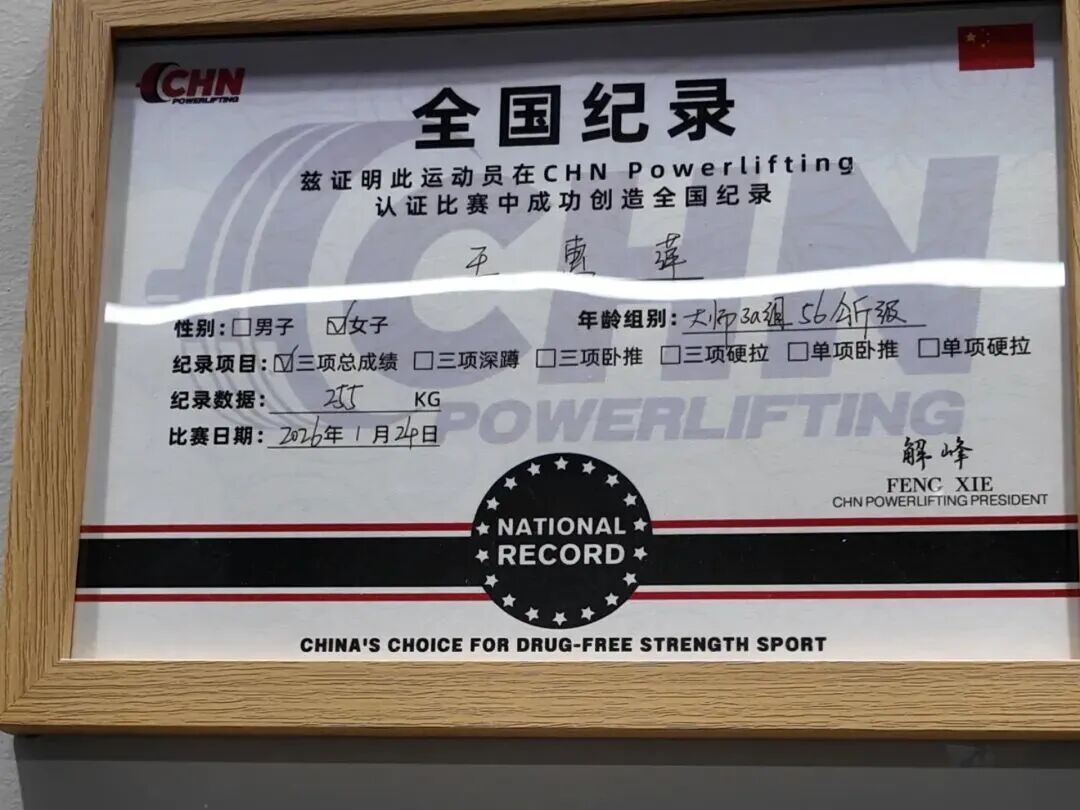 CHN
POWERLIFTING
全国纪录
兹证明此运动员在CHN Powerlifting
认证比赛中成功创造全国纪录
王惠萍
性别：□男子 ☑女子 年龄组别：大师3a组 56公斤级
纪录项目：☑三项总成绩 □三项深蹲 □三项卧推 □三项硬拉 □单项卧推 □单项硬拉
纪录数据： 255 KG
比赛日期： 2026年1月24日
CHN
POWERLIFTING
解峰
FENG XIE
CHN POWERLIFTING PRESIDENT
NATIONAL
RECORD
CHINA'S CHOICE FOR DRUG-FREE STRENGTH SPORT